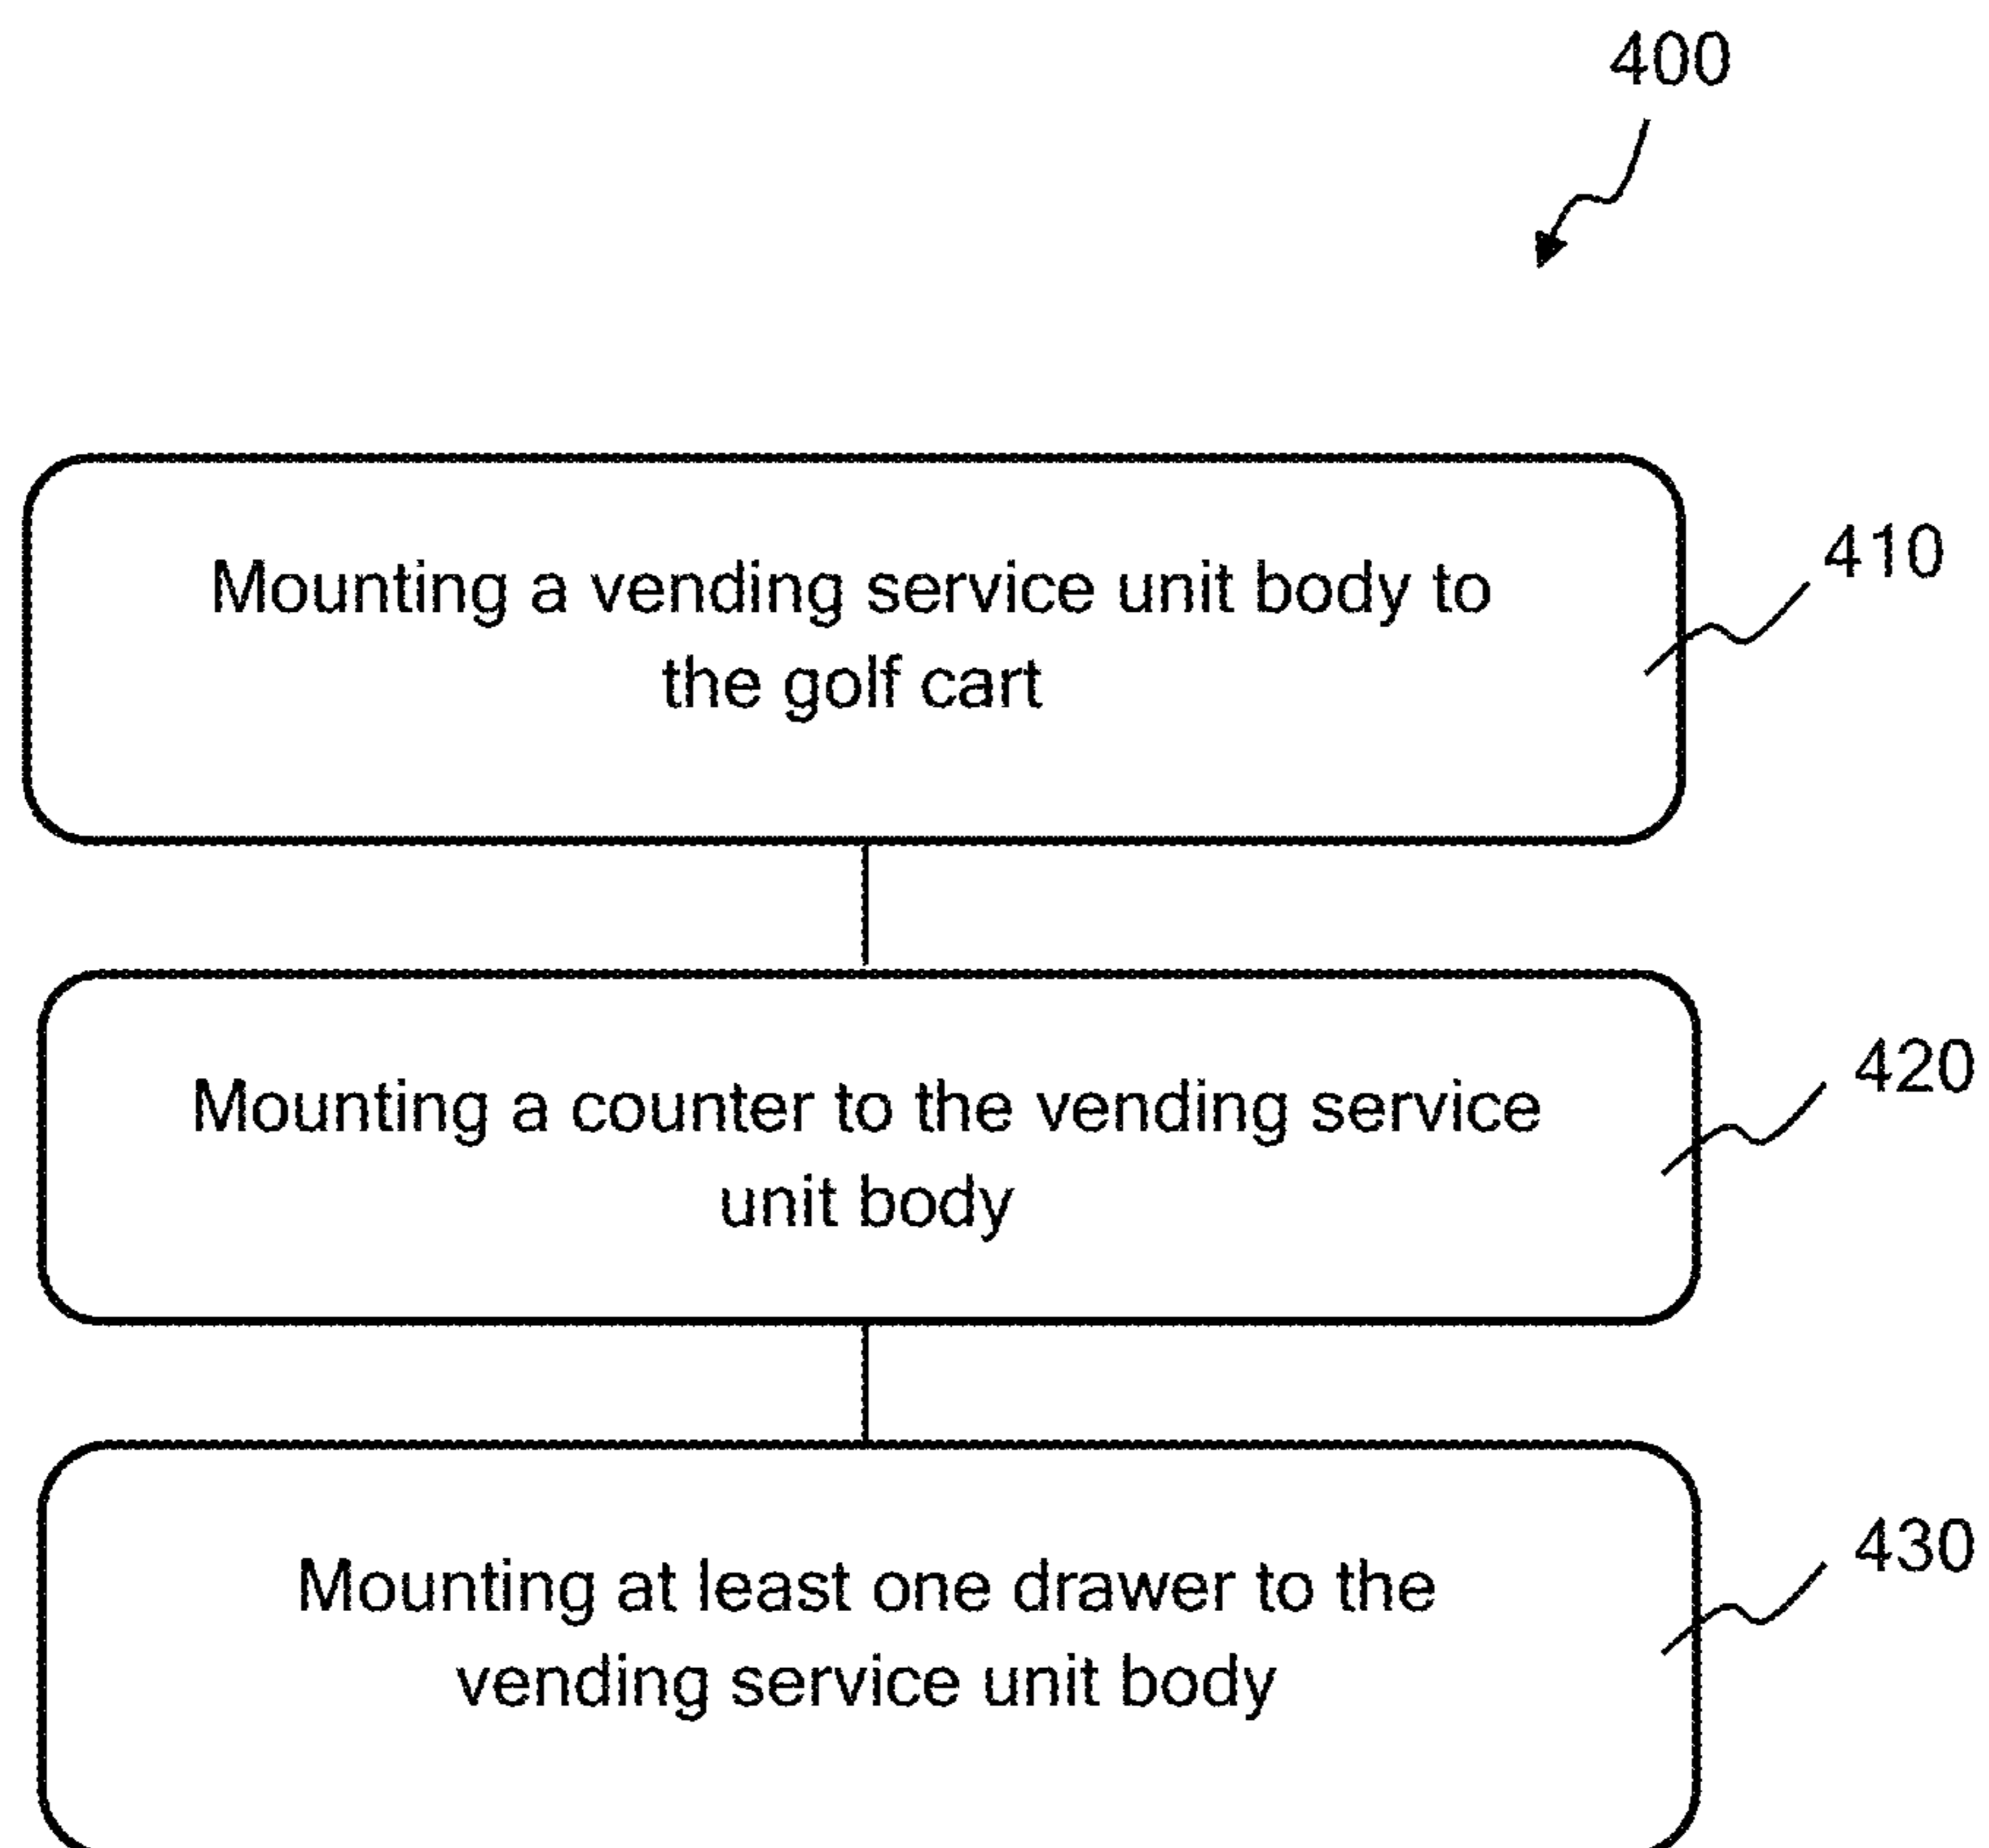 400
Mounting a vending service unit body to
the golf cart
410
Mounting a counter to the vending service
unit body
420
Mounting at least one drawer to the
vending service unit body
430